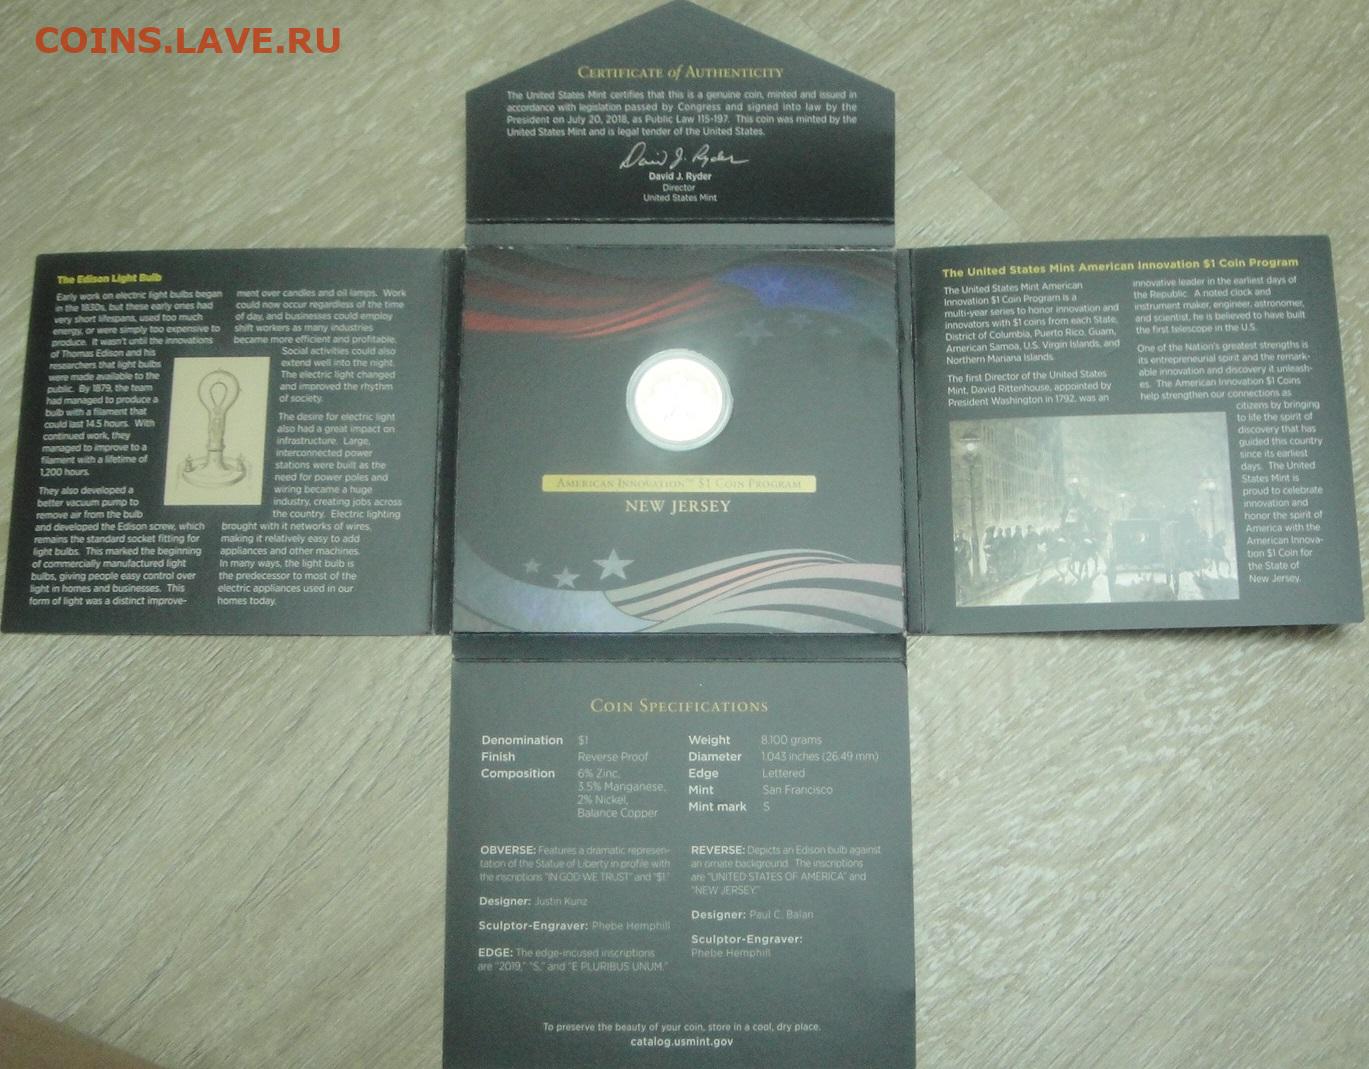 COINS.LAVE.RU
CERTIFICATE of AUTHENTICITY
The United States Mint certifies that this is a genuine coin, minted and issued in
accordance with legislation passed by Congress and signed into law by the
President on July 20, 2018, as Public Law 115-197. This coin was minted by the
United States Mint and is legal tender of the United States.
David J. Ryder
David J. Ryder
Director
United States Mint
The Edison Light Bulb
Early work on electric light bulbs began
in the 1830s, but these early ones had
very short lifespans, used too much
energy, or were simply too expensive to
produce. It wasn't until the innovations
of Thomas Edison and his
researchers that light bulbs
were made available to the
public. By 1879, the team
had managed to produce a
bulb with a filament that
could last 14.5 hours. With
continued work, they
managed to improve to a
filament with a lifetime of
1,200 hours.
They also developed a
better vacuum pump to
remove air from the bulb
and developed the Edison screw, which
remains the standard socket fitting for
light bulbs. This marked the beginning
of commercially manufactured light
bulbs, giving people easy control over
light in homes and businesses. This
form of light was a distinct improve-
ment over candles and oil lamps. Work
could now occur regardless of the time
of day, and businesses could employ
shift workers as many industries
became more efficient and profitable.
Social activities could also
extend well into the night.
The electric light changed
and improved the rhythm
of society.
The desire for electric light
also had a great impact on
infrastructure. Large,
interconnected power
stations were built as the
need for power poles and
wiring became a huge
industry, creating jobs across
the country. Electric lighting
brought with it networks of wires,
making it relatively easy to add
appliances and other machines.
In many ways, the light bulb is
the predecessor to most of the
electric appliances used in our
homes today.
AMERICAN INNOVATION™ $1 COIN PROGRAM
NEW JERSEY
The United States Mint American Innovation $1 Coin Program
The United States Mint American
Innovation $1 Coin Program is a
multi-year series to honor innovation and
innovators with $1 coins from each State,
District of Columbia, Puerto Rico, Guam,
American Samoa, U.S. Virgin Islands, and
Northern Mariana Islands.
The first Director of the United States
Mint, David Rittenhouse, appointed by
President Washington in 1792, was an
innovative leader in the earliest days of
the Republic. A noted clock and
instrument maker, engineer, astronomer,
and scientist, he is believed to have built
the first telescope in the U.S.
One of the Nation's greatest strengths is
its entrepreneurial spirit and the remark-
able innovation and discovery it unleash-
es. The American Innovation $1 Coins
help strengthen our connections as
citizens by bringing
to life the spirit of
discovery that has
guided this country
since its earliest
days. The United
States Mint is
proud to celebrate
innovation and
honor the spirit of
America with the
American Innova-
tion $1 Coin for
the State of
New Jersey.
COIN SPECIFICATIONS
Denomination $1
Finish Reverse Proof
Composition 6% Zinc,
3.5% Manganese,
2% Nickel,
Balance Copper
Weight 8.100 grams
Diameter 1.043 inches (26.49 mm)
Edge Lettered
Mint San Francisco
Mint mark S
OBVERSE: Features a dramatic represen-
tation of the Statue of Liberty in profile with
the inscriptions "IN GOD WE TRUST" and "$1."
Designer: Justin Kunz
Sculptor-Engraver: Phebe Hemphill
EDGE: The edge-incused inscriptions
are "2019," "S," and "E PLURIBUS UNUM."
REVERSE: Depicts an Edison bulb against
an ornate background. The inscriptions
are "UNITED STATES OF AMERICA" and
"NEW JERSEY."
Designer: Paul C. Balan
Sculptor-Engraver:
Phebe Hemphill
To preserve the beauty of your coin, store in a cool, dry place.
catalog.usmint.gov